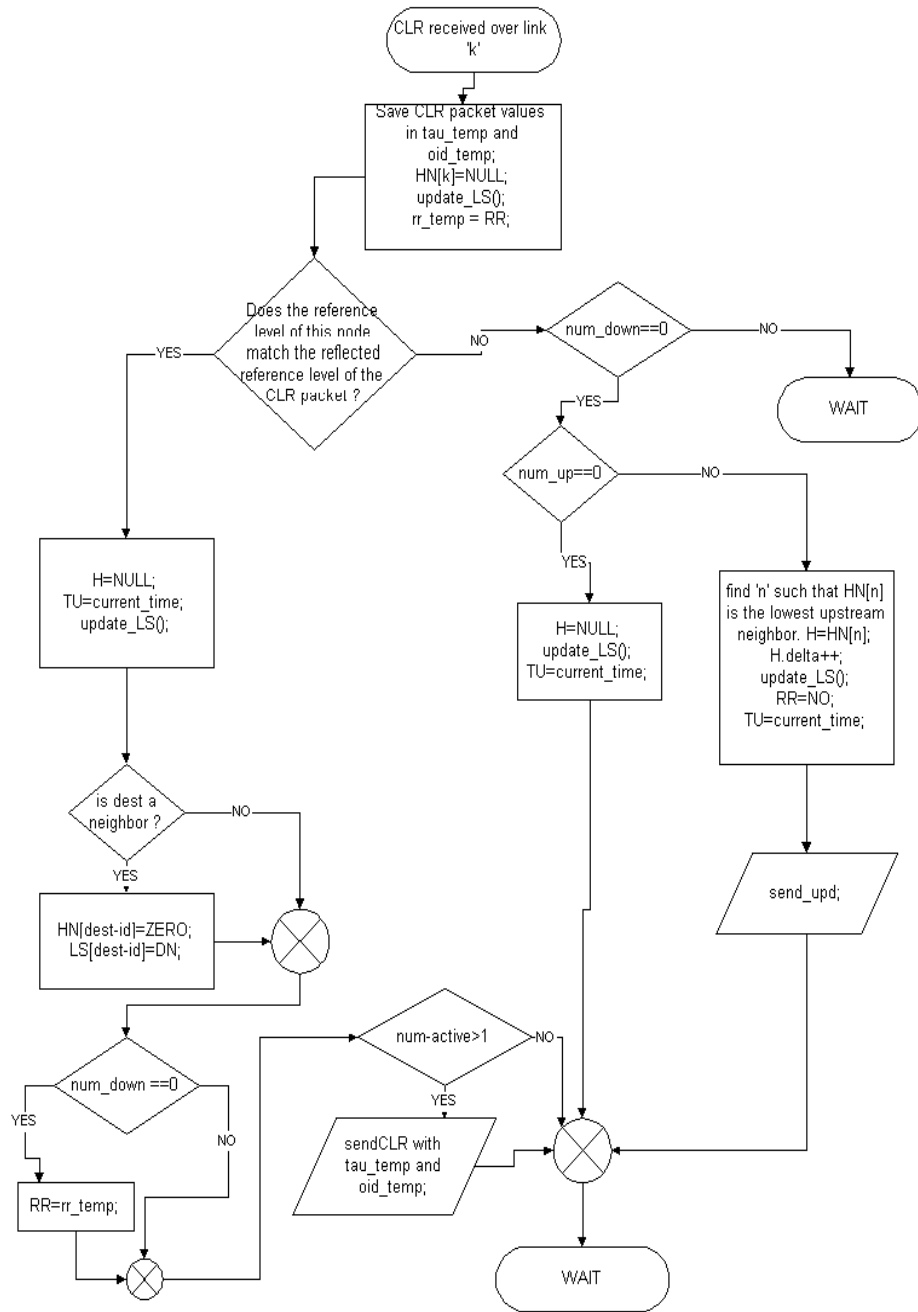 CLR received over link
'k'
Save CLR packet values
in tau_temp and
oid_temp;
HN[k]=NULL;
update_LS();
rr_temp = RR;
Does the reference
level of this node
match the reflected
reference level of the
CLR packet ?
YES
NO
num_down==0
NO
WAIT
YES
num_up==0
NO
YES
H=NULL;
TU=current_time;
update_LS();
H=NULL;
update_LS();
TU=current_time;
find 'n' such that HN[n]
is the lowest upstream
neighbor. H=HN[n];
H.delta++;
update_LS();
RR=NO;
TU=current_time;
is dest a
neighbor ?
NO
YES
HN[dest-id]=ZERO;
LS[dest-id]=DN;
send_upd;
num_down ==0
YES
NO
RR=rr_temp;
num-active>1
NO
YES
sendCLR with
tau_temp and
oid_temp;
WAIT